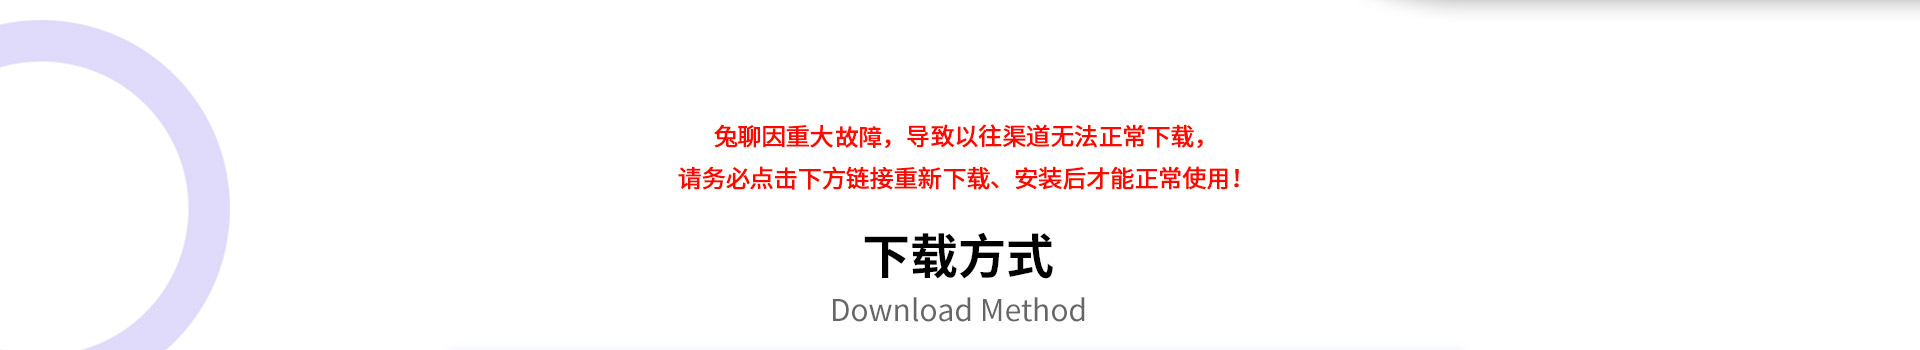 兔聊因重大故障，导致以往渠道无法正常下载，
请务必点击下方链接重新下载、安装后才能正常使用！
下载方式
Download Method